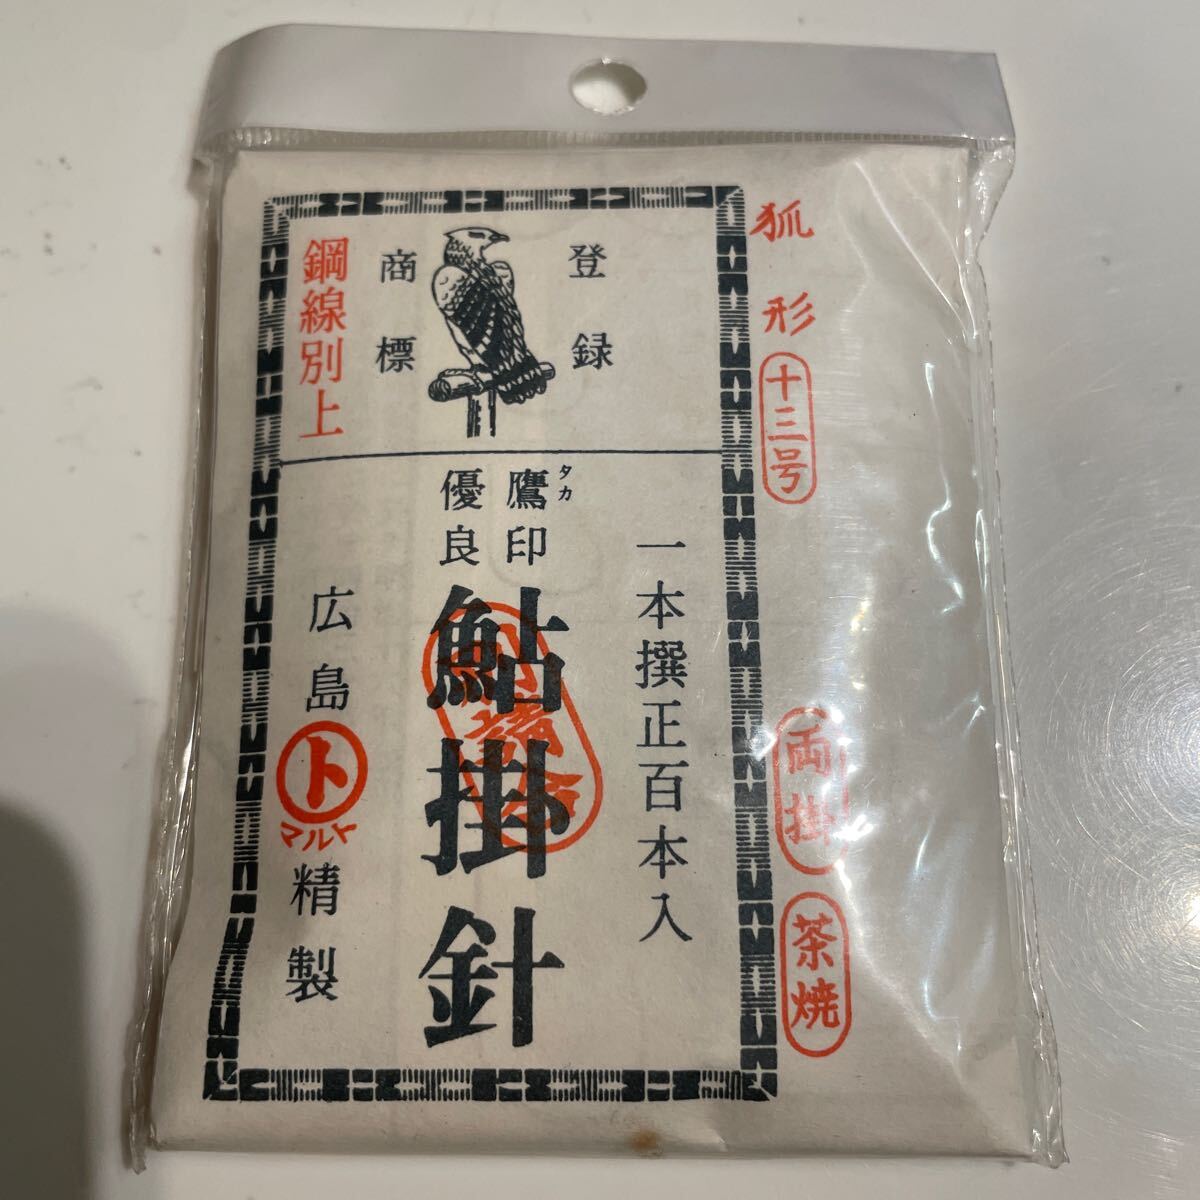 狐形
十三号
両掛
茶焼
登録
商標
鋼線別上
一本撰正百本入
鷹印
タカ
優良
鮎掛針
広島
ト
マルト
精製